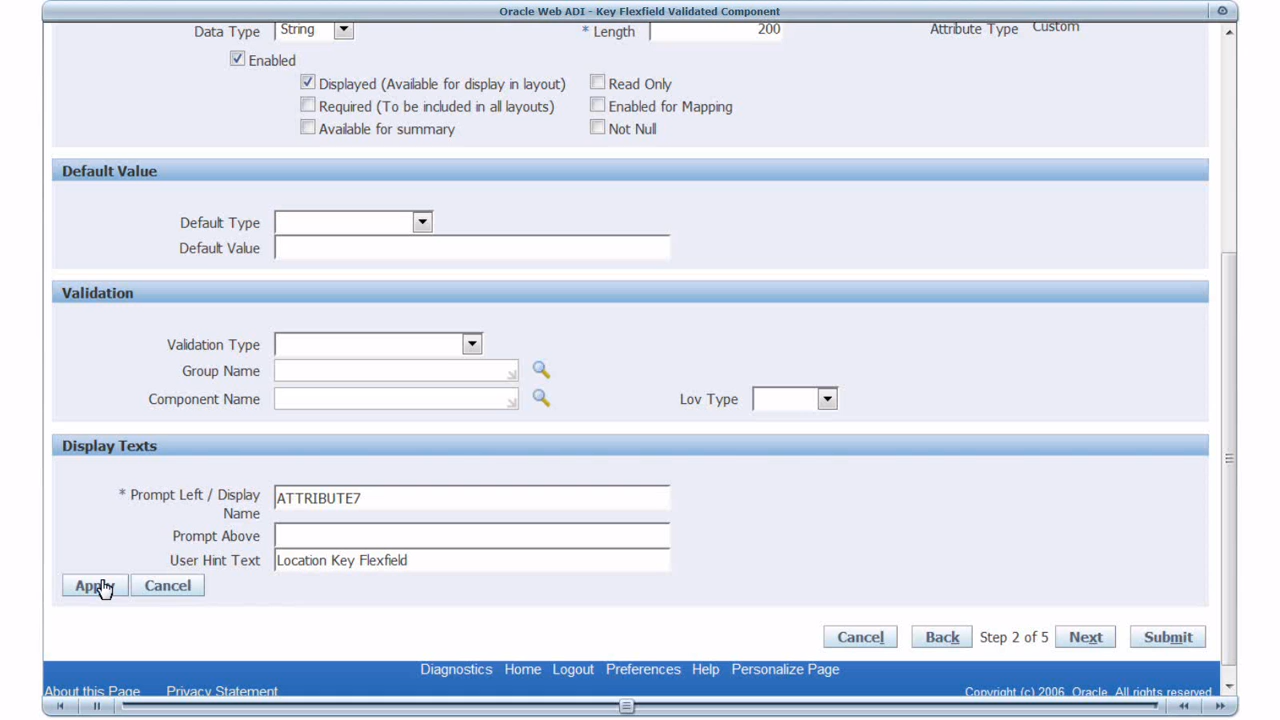 Oracle Web ADI - Key Flexfield Validated Component
Data Type String * Length 200 Attribute Type Custom
Enabled
Displayed (Available for display in layout) Read Only
Required (To be included in all layouts) Enabled for Mapping
Available for summary Not Null
Default Value
Default Type
Default Value
Validation
Validation Type
Group Name
Component Name Lov Type
Display Texts
* Prompt Left / Display Name ATTRIBUTE7
Prompt Above
User Hint Text Location Key Flexfield
Apply Cancel
Cancel Back Step 2 of 5 Next Submit
Diagnostics Home Logout Preferences Help Personalize Page
About this Page Privacy Statement Copyright (c) 2006, Oracle. All rights reserved